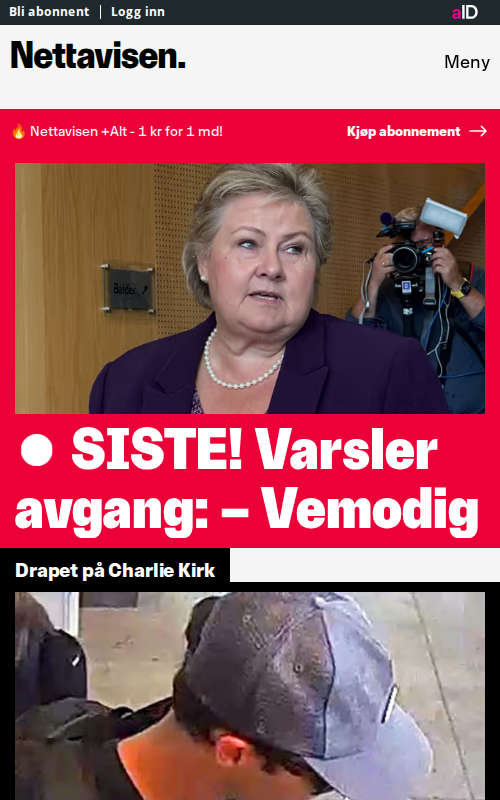 Bli abonnent | Logg inn
aID
Nettavisen.
Meny
🔥 Nettavisen +Alt - 1 kr for 1 md!
Kjøp abonnement →
Balder
● SISTE! Varsler
avgang: – Vemodig
Drapet på Charlie Kirk